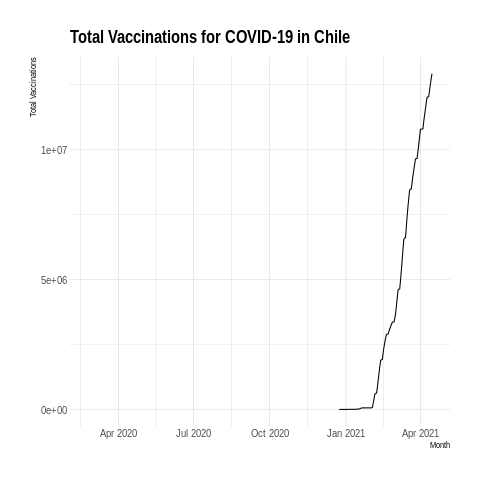 Total Vaccinations for COVID-19 in Chile
Total Vaccinations
1e+07
5e+06
0e+00
Apr 2020 Jul 2020 Oct 2020 Jan 2021 Apr 2021
Month